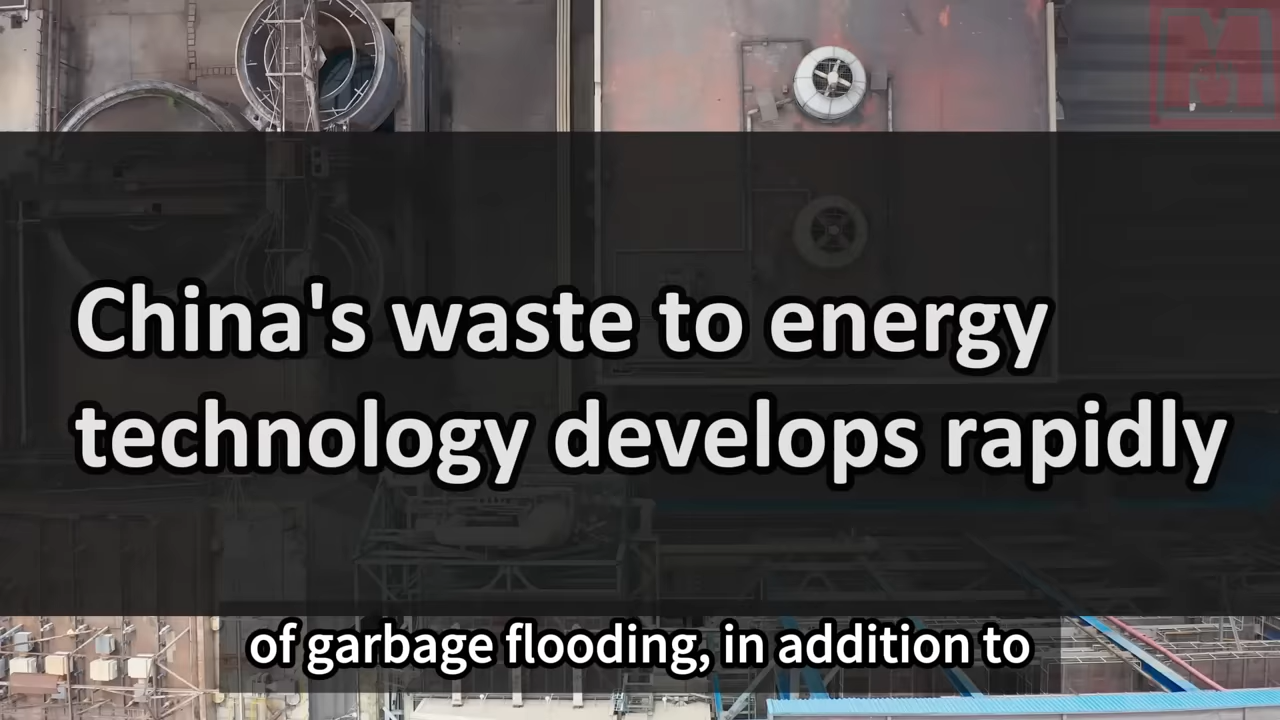 China's waste to energy
technology develops rapidly
of garbage flooding, in addition to